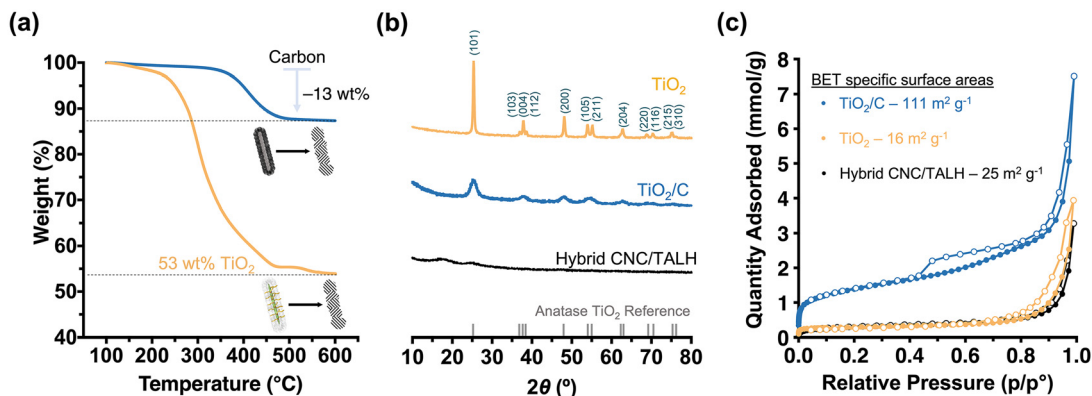 (a)
100
90
80
70
60
50
40
Weight (%)
Carbon
–13 wt%
53 wt% TiO2
100 200 300 400 500 600
Temperature (°C)
(b)
(101)
(103)
(004)
(112)
(200)
(105)
(211)
(204)
(220)
(116)
(215)
(310)
TiO2
TiO2/C
Hybrid CNC/TALH
Anatase TiO2 Reference
10 20 30 40 50 60 70 80
2θ (º)
(c)
8
7
6
5
4
3
2
1
0
Quantity Adsorbed (mmol/g)
BET specific surface areas
TiO2/C – 111 m2 g-1
TiO2 – 16 m2 g-1
Hybrid CNC/TALH – 25 m2 g-1
0.0 0.2 0.4 0.6 0.8 1.0
Relative Pressure (p/p°)